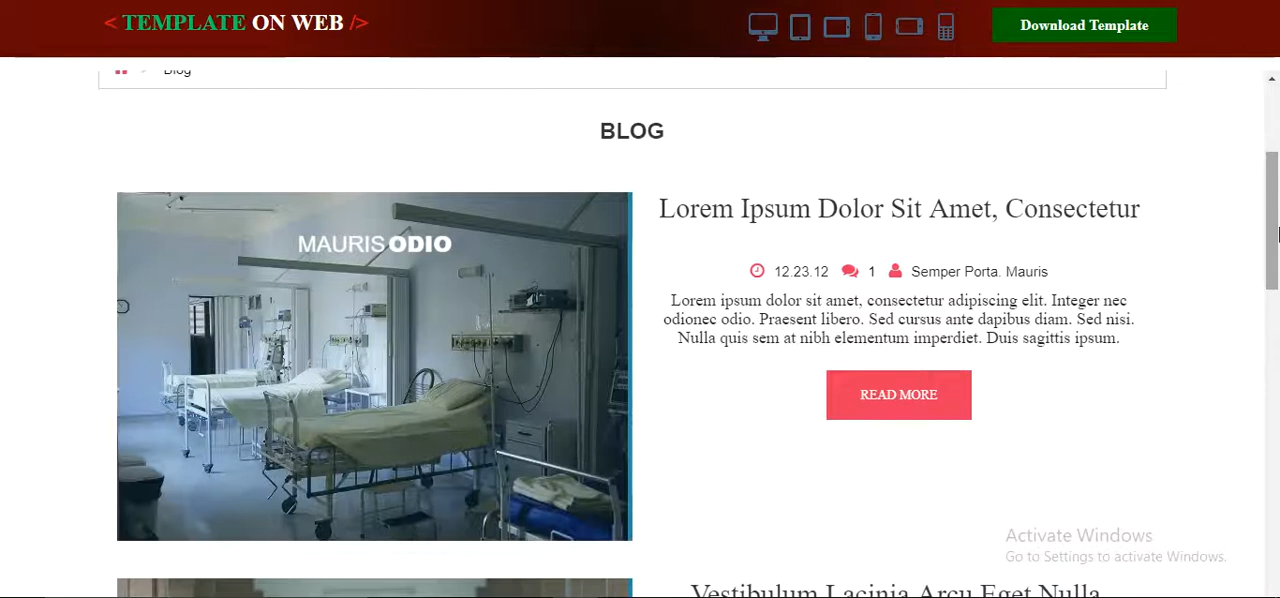 < TEMPLATE ON WEB />
Download Template
Blog
BLOG
MAURIS ODIO
Lorem Ipsum Dolor Sit Amet, Consectetur
12.23.12 1 Semper Porta. Mauris
Lorem ipsum dolor sit amet, consectetur adipiscing elit. Integer nec
odionec odio. Praesent libero. Sed cursus ante dapibus diam. Sed nisi.
Nulla quis sem at nibh elementum imperdiet. Duis sagittis ipsum.
READ MORE
Activate Windows
Go to Settings to activate Windows.
Vestibulum Lacinia Arcu Eget Nulla